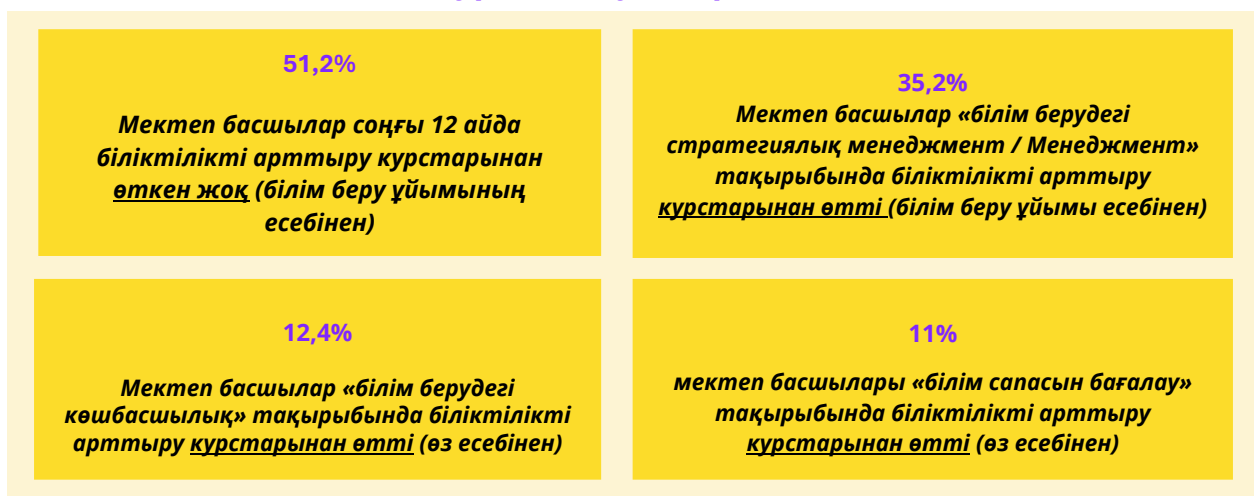 51,2%
Мектеп басшылар соңғы 12 айда
біліктілікті арттыру курстарынан
өткен жоқ (білім беру ұйымының
есебінен)
35,2%
Мектеп басшылар «білім берудегі
стратегиялық менеджмент / Менеджмент»
тақырыбында біліктілікті арттыру
курстарынан өтті (білім беру ұйымы есебінен)
12,4%
Мектеп басшылар «білім берудегі
көшбасшылық» тақырыбында біліктілікті
арттыру курстарынан өтті (өз есебінен)
11%
мектеп басшылары «білім сапасын бағалау»
тақырыбында біліктілікті арттыру
курстарынан өтті (өз есебінен)